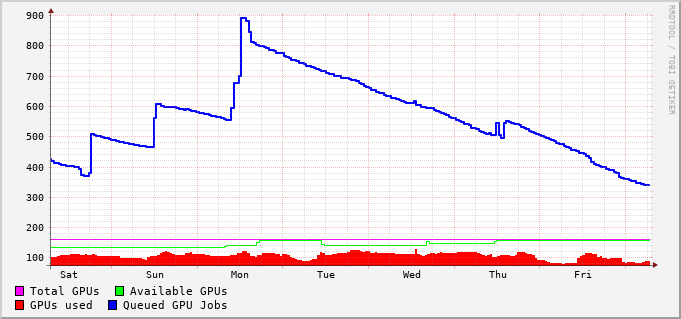 900
800
700
600
500
400
300
200
100
Sat Sun Mon Tue Wed Thu Fri
Total GPUs Available GPUs
GPUs used Queued GPU Jobs
RRDTOOL / TOBI OETIKER